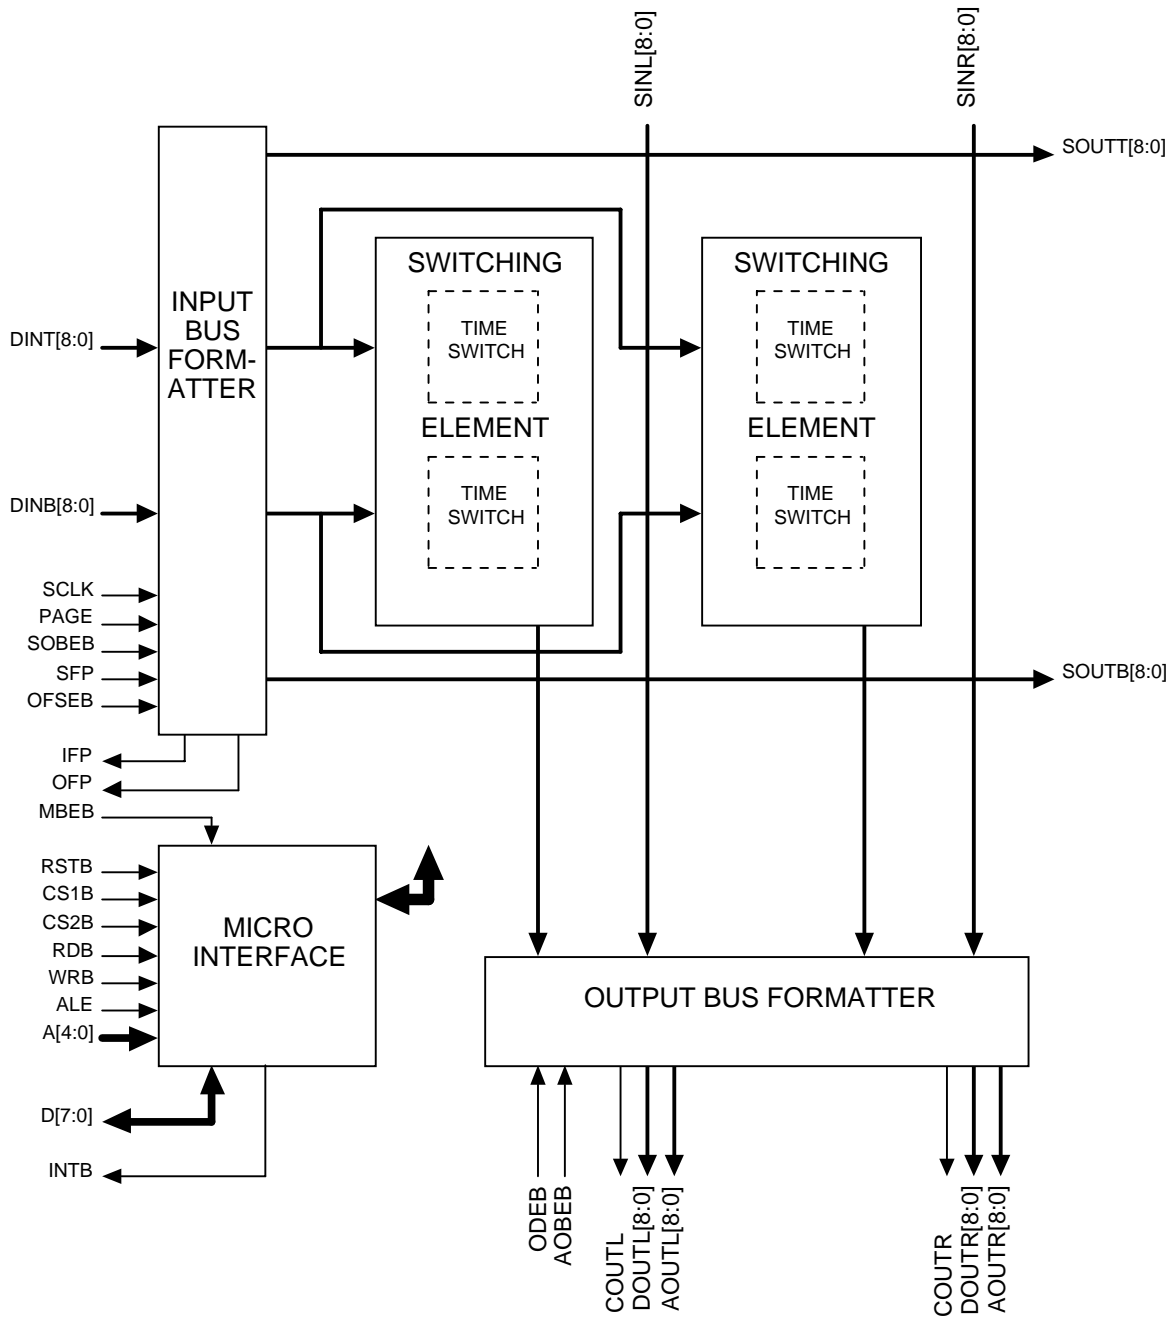 SINL[8:0]
SINR[8:0]
SOUTT[8:0]
INPUT
BUS
FORM-
ATTER
DINT[8:0]
DINB[8:0]
SCLK
PAGE
SOBEB
SFP
OFSEB
IFP
OFP
SWITCHING
TIME
SWITCH
ELEMENT
TIME
SWITCH
SWITCHING
TIME
SWITCH
ELEMENT
TIME
SWITCH
SOUTB[8:0]
MBEB
RSTB
CS1B
CS2B
RDB
WRB
ALE
A[4:0]
D[7:0]
INTB
MICRO
INTERFACE
OUTPUT BUS FORMATTER
ODEB
AOBEB
COUTL
DOUTL[8:0]
AOUTL[8:0]
COUTR
DOUTR[8:0]
AOUTR[8:0]